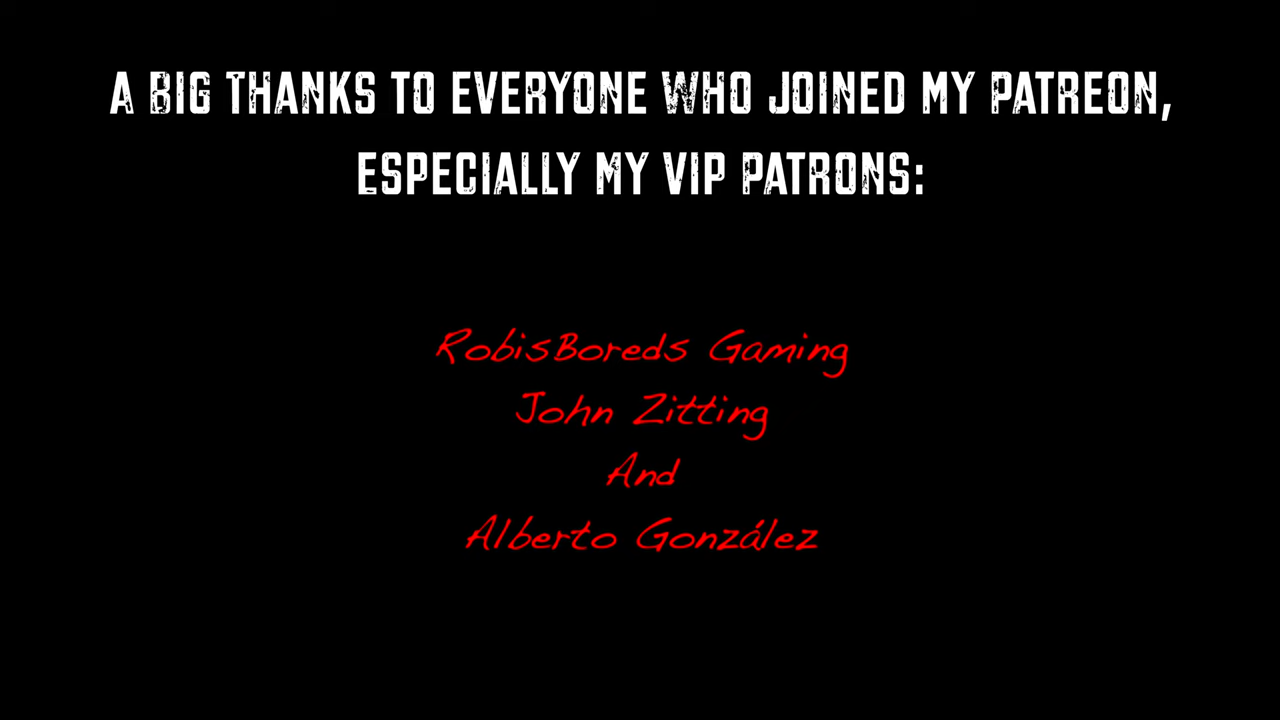 A BIG THANKS TO EVERYONE WHO JOINED MY PATREON,
ESPECIALLY MY VIP PATRONS:
RobisBoreds Gaming
John Zitting
And
Alberto González